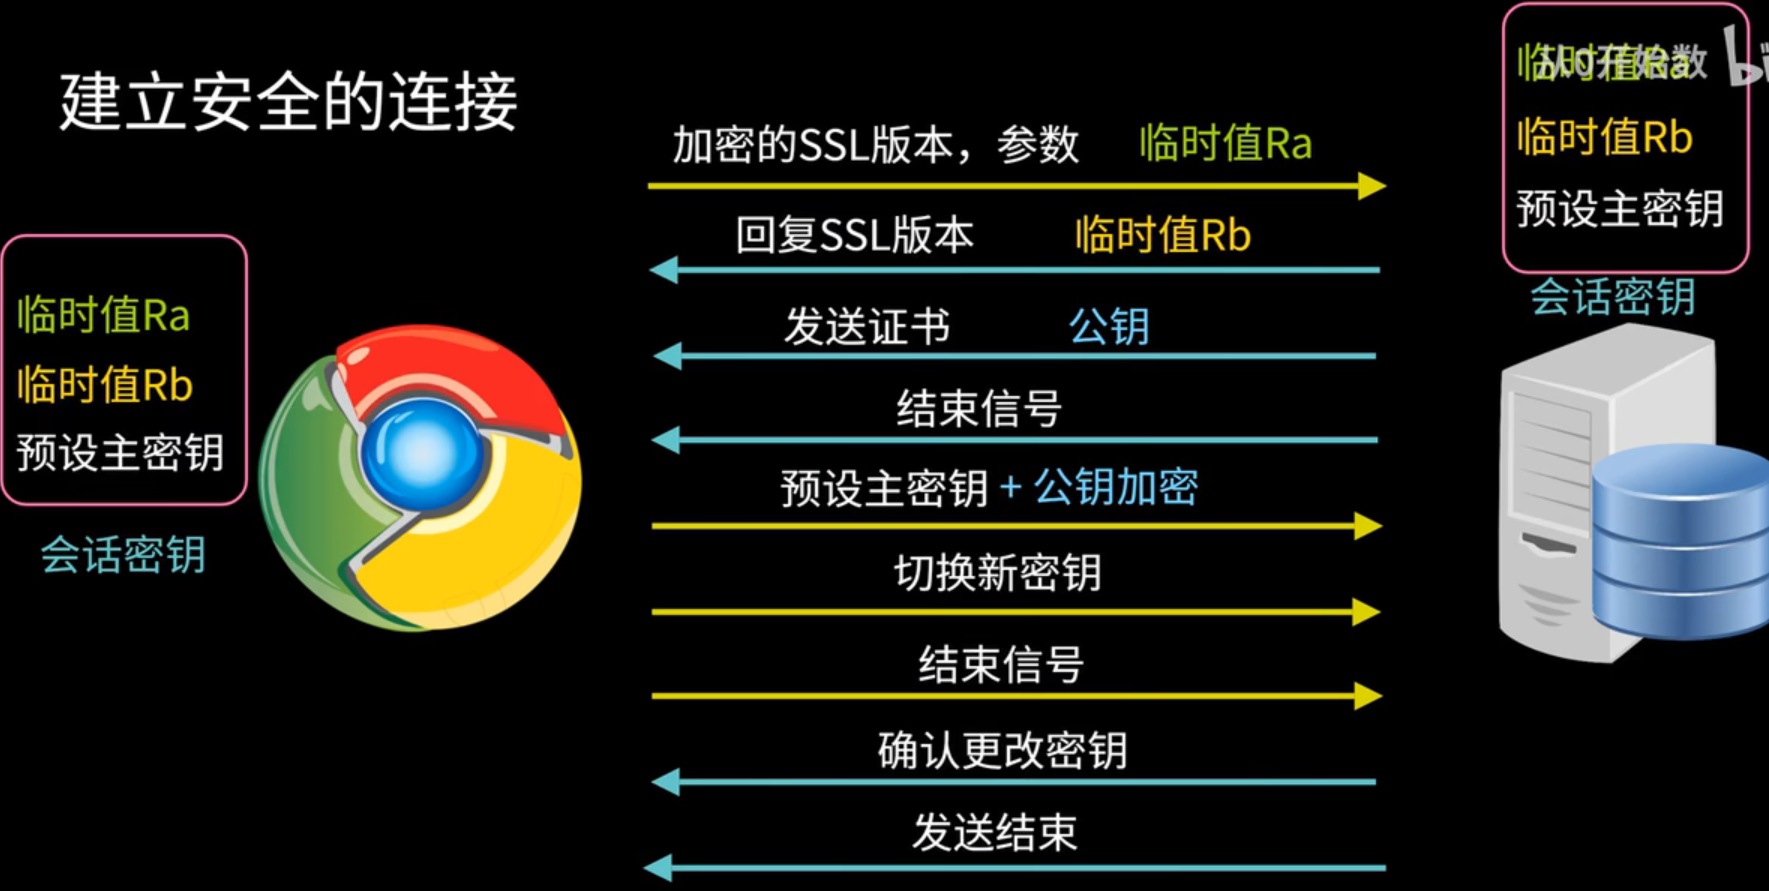 建立安全的连接
加密的SSL版本，参数 临时值Ra
回复SSL版本 临时值Rb
发送证书 公钥
结束信号
预设主密钥 + 公钥加密
切换新密钥
结束信号
确认更改密钥
发送结束
临时值Ra
临时值Rb
预设主密钥
会话密钥
临时值Ra
从0开始数
临时值Rb
预设主密钥
会话密钥